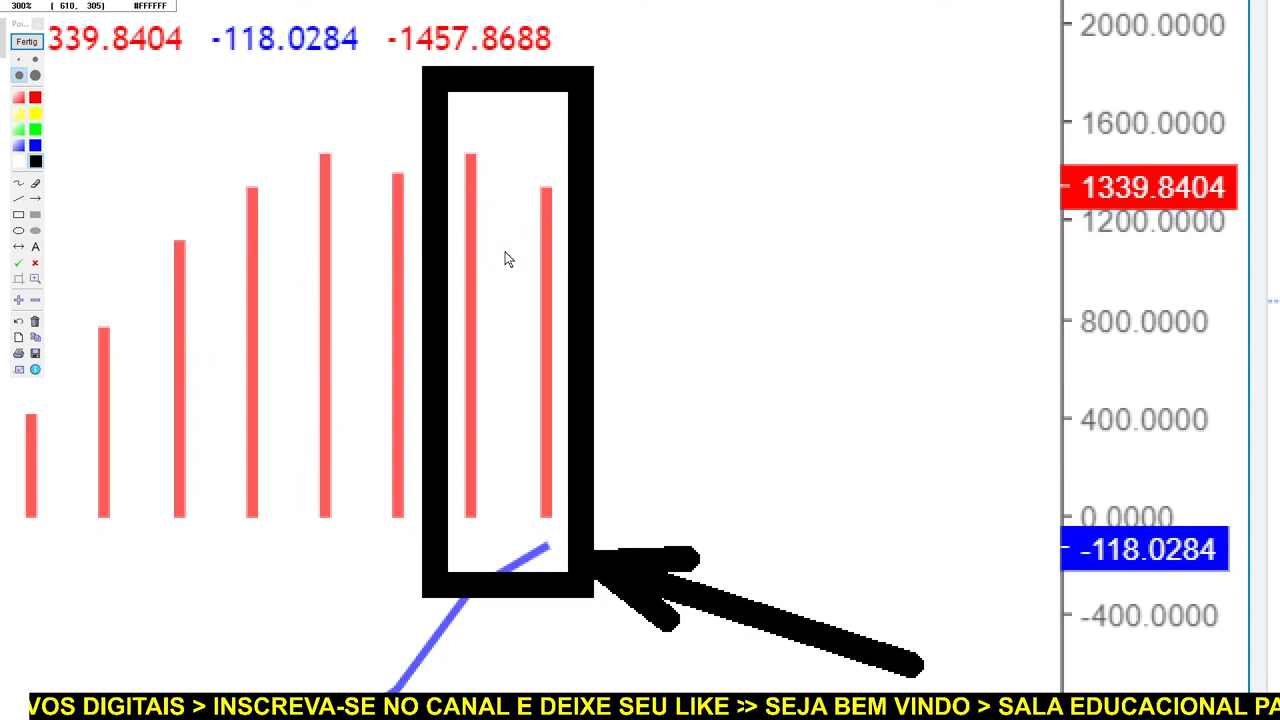 300% ( 610, 305) #FFFFFF
Poi...
Fertig
339.8404 -118.0284 -1457.8688
A
2000.0000
1600.0000
1339.8404
1200.0000
800.0000
400.0000
0.0000
-118.0284
-400.0000
VOS DIGITAIS > INSCREVA-SE NO CANAL E DEIXE SEU LIKE >> SEJA BEM VINDO > SALA EDUCACIONAL PA